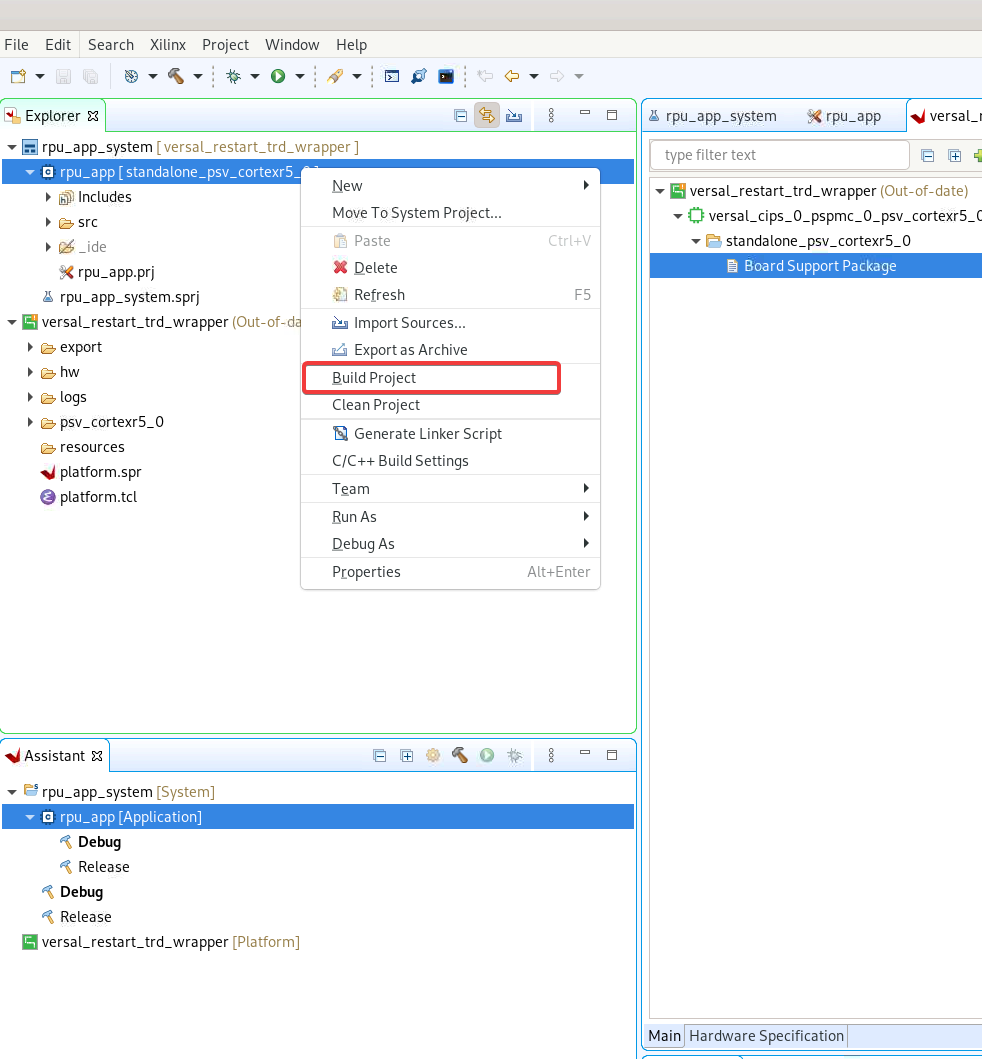 File Edit Search Xilinx Project Window Help
Explorer
rpu_app_system [ versal_restart_trd_wrapper ]
rpu_app [ standalone_psv_cortexr5_0 ]
Includes
src
_ide
rpu_app.prj
rpu_app_system.sprj
versal_restart_trd_wrapper (Out-of-da
export
hw
logs
psv_cortexr5_0
resources
platform.spr
platform.tcl
New
Move To System Project...
Paste Ctrl+V
Delete
Refresh F5
Import Sources...
Export as Archive
Build Project
Clean Project
Generate Linker Script
C/C++ Build Settings
Team
Run As
Debug As
Properties Alt+Enter
Assistant
rpu_app_system [System]
rpu_app [Application]
Debug
Release
Debug
Release
versal_restart_trd_wrapper [Platform]
rpu_app_system rpu_app versal_r
type filter text
versal_restart_trd_wrapper (Out-of-date)
versal_cips_0_pspmc_0_psv_cortexr5_0
standalone_psv_cortexr5_0
Board Support Package
Main Hardware Specification